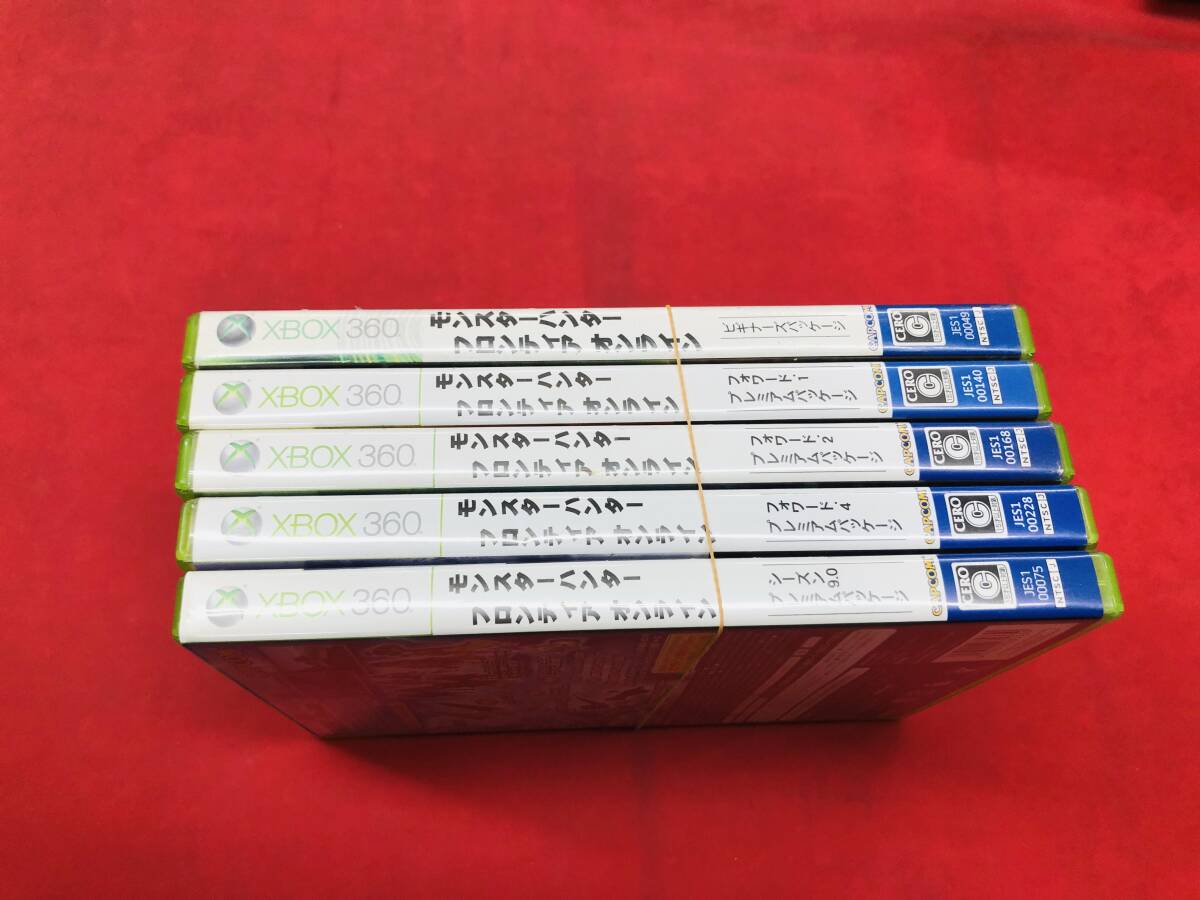 XBOX 360
モンスターハンター
フロンティア オンライン
ビギナーズパッケージ
CAPCOM
CERO
C
JES1
00049
NTSC J
XBOX 360
モンスターハンター
フロンティア オンライン
フォワード.1
プレミアムパッケージ
CAPCOM
CERO
C
JES1
00140
NTSC J
XBOX 360
モンスターハンター
フロンティア オンライン
フォワード.2
プレミアムパッケージ
CAPCOM
CERO
C
JES1
00168
NTSC J
XBOX 360
モンスターハンター
フロンティア オンライン
フォワード.4
プレミアムパッケージ
CAPCOM
CERO
C
JES1
00228
NTSC J
XBOX 360
モンスターハンター
フロンティア オンライン
シーズン9.0
プレミアムパッケージ
CAPCOM
CERO
C
JES1
00075
NTSC J